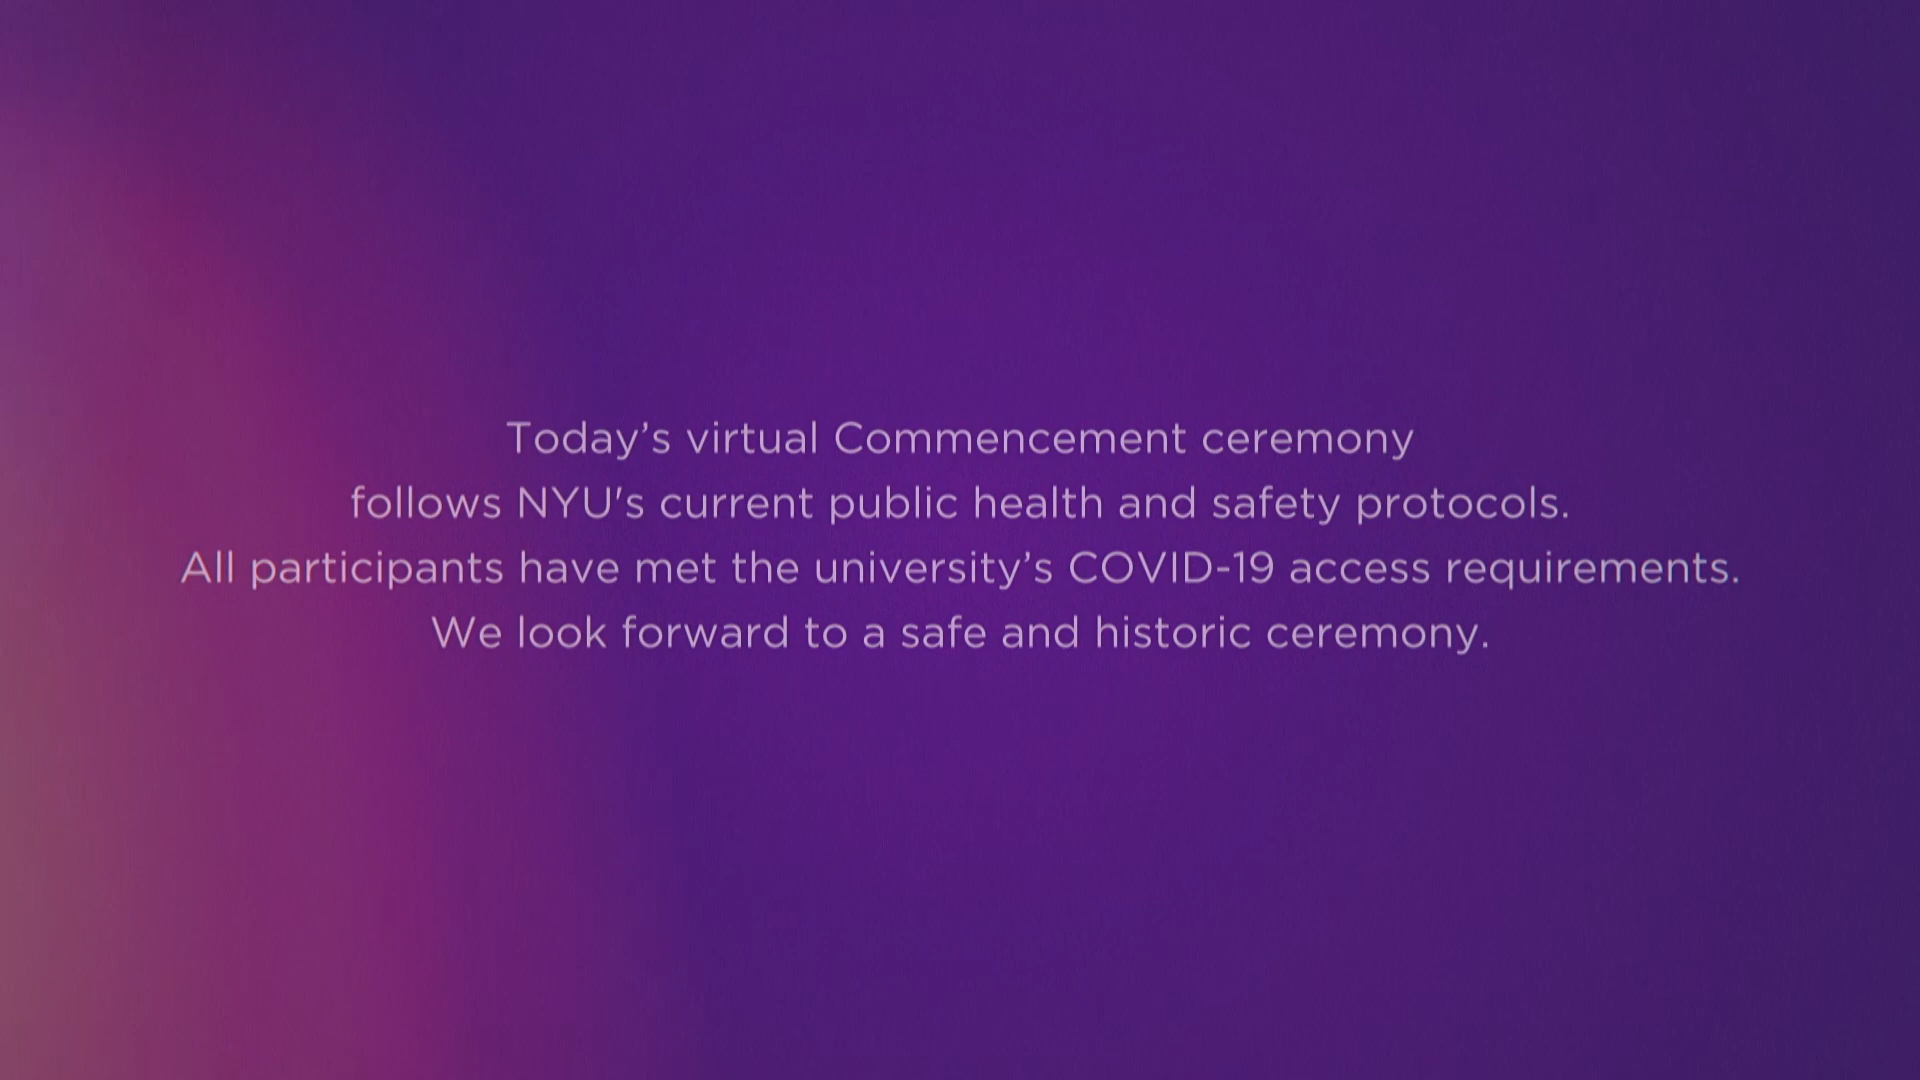 Today’s virtual Commencement ceremony
follows NYU's current public health and safety protocols.
All participants have met the university’s COVID-19 access requirements.
We look forward to a safe and historic ceremony.